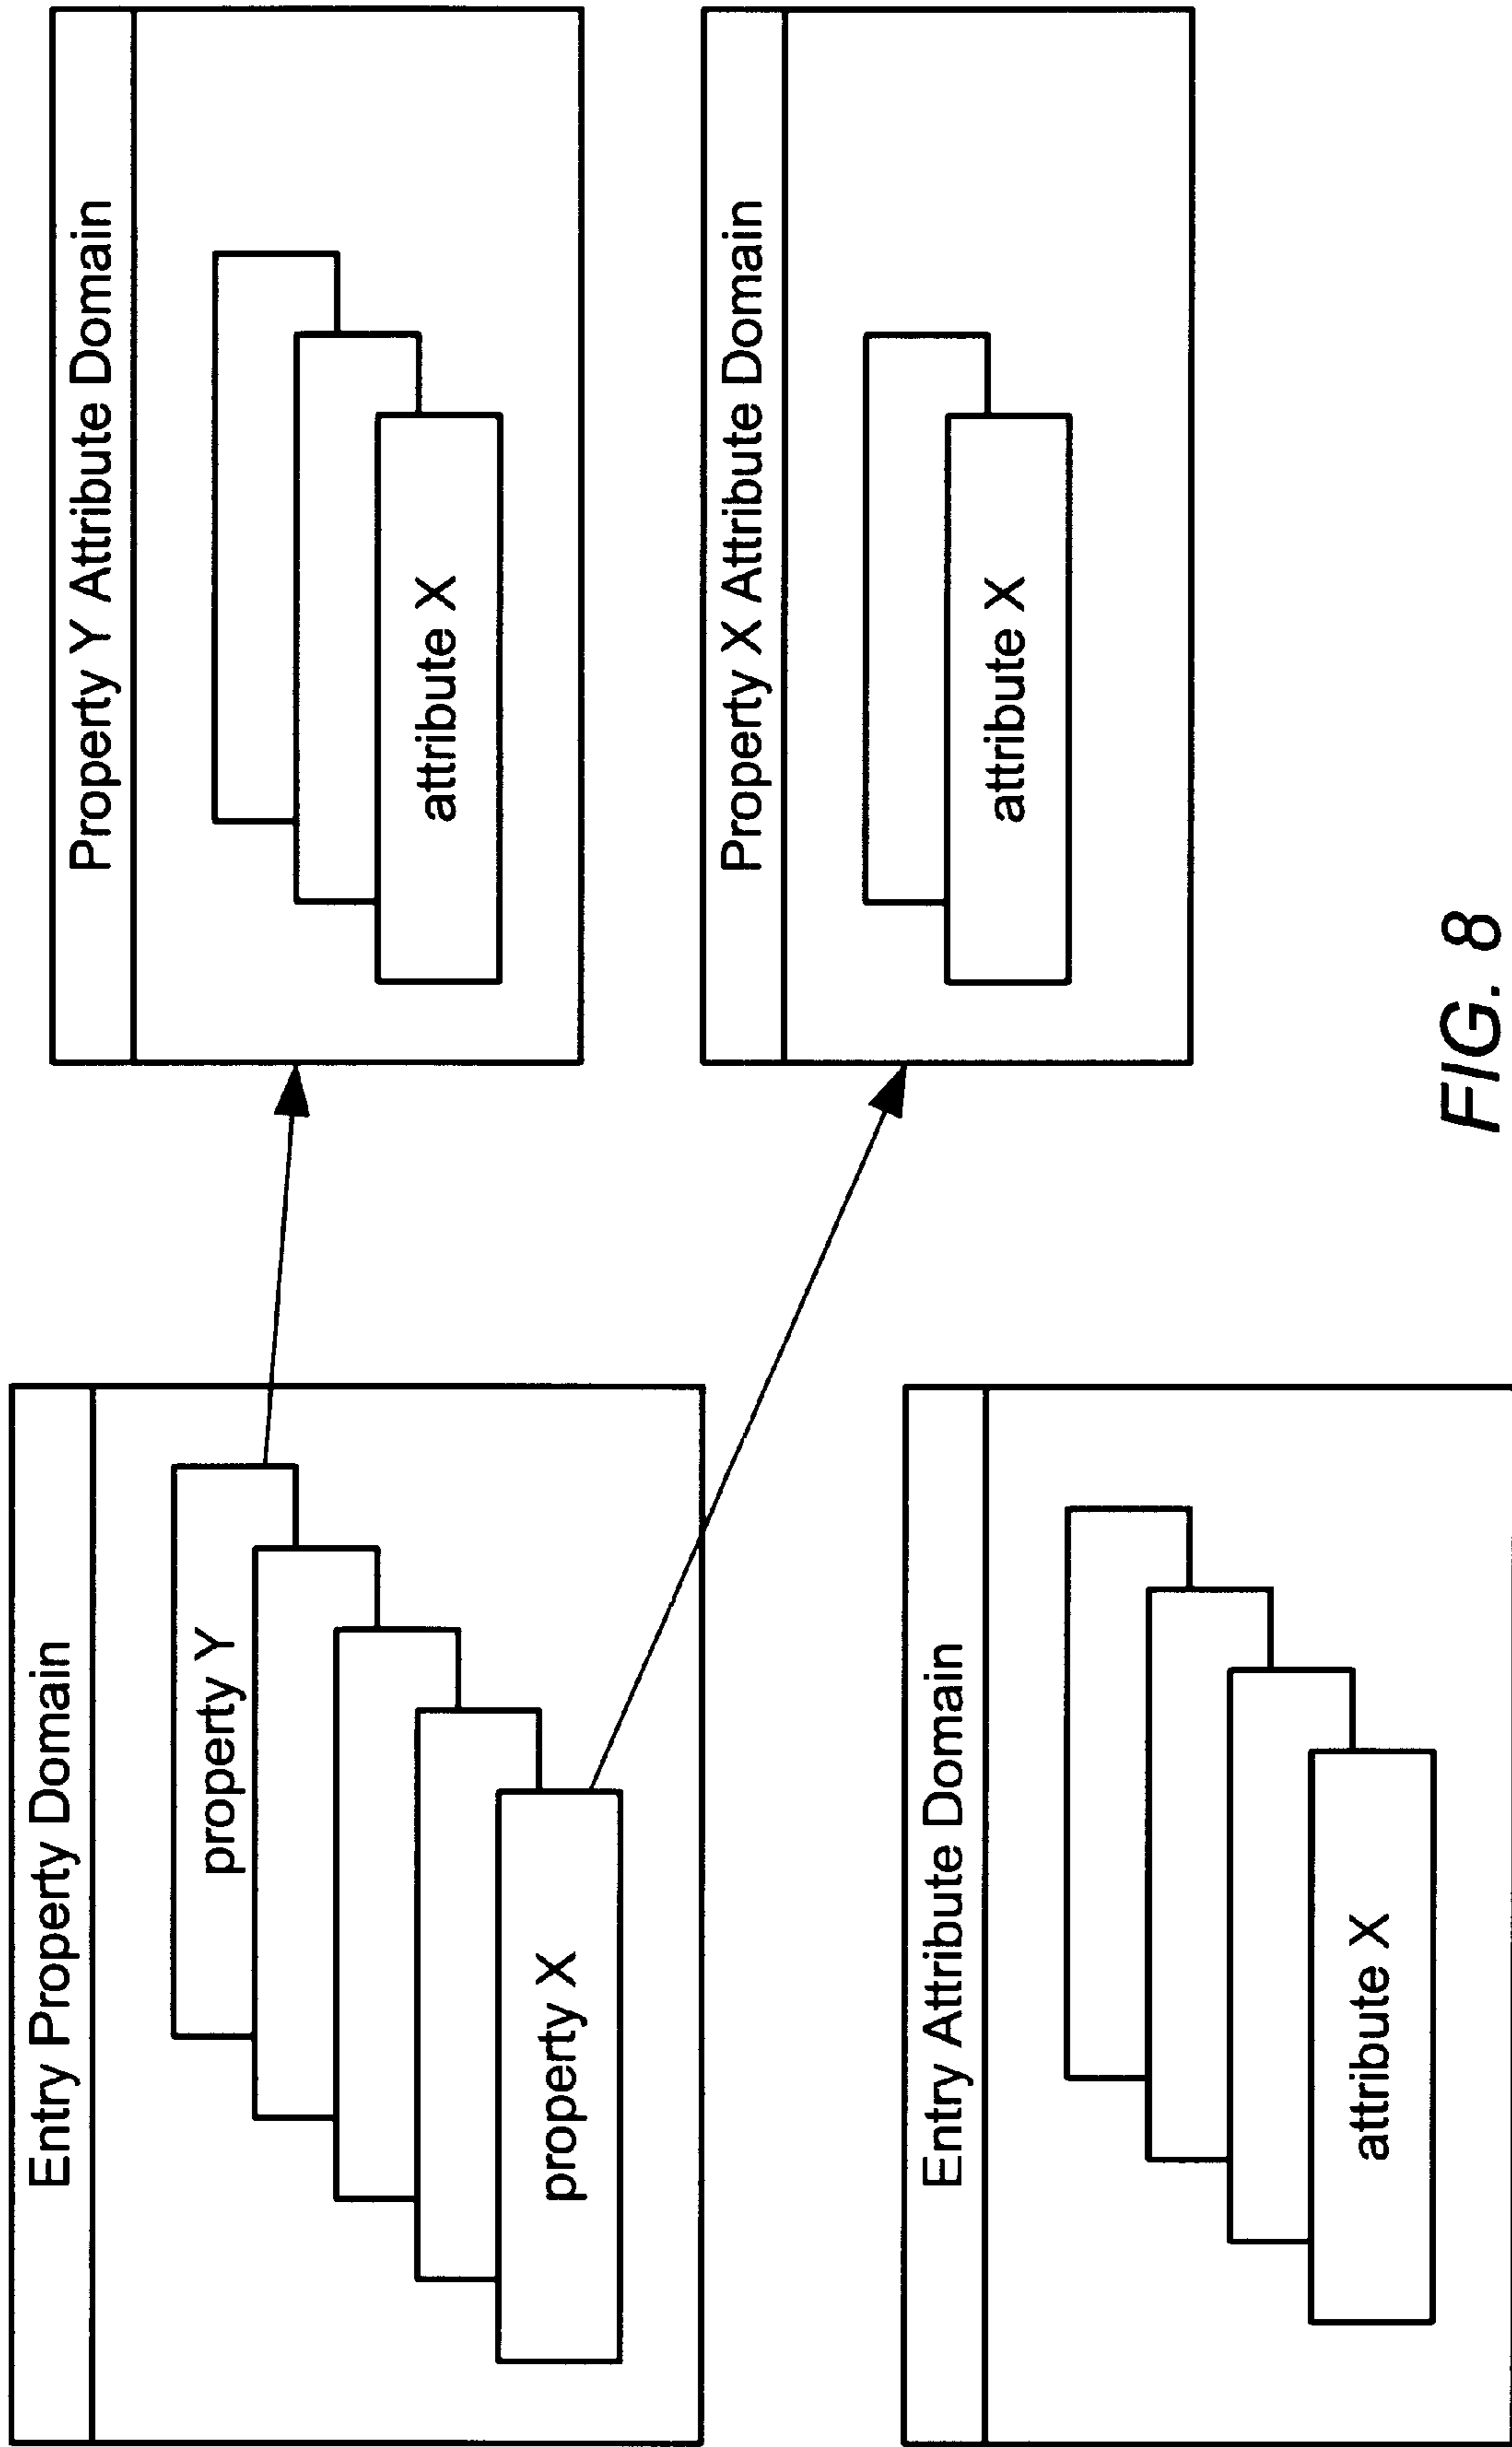 Entry Property Domain
property Y
property X
Property Y Attribute Domain
attribute X
Entry Attribute Domain
attribute X
Property X Attribute Domain
attribute X
FIG. 8